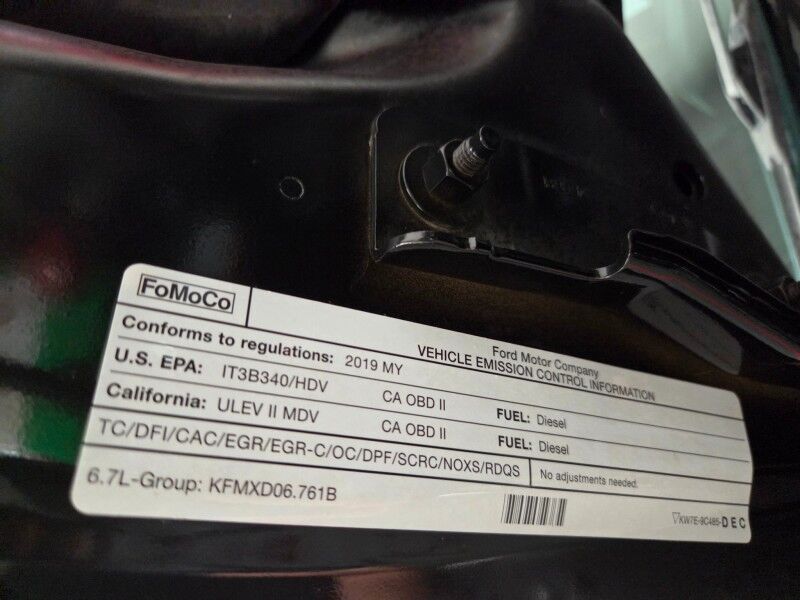 FoMoCo
Ford Motor Company
VEHICLE EMISSION CONTROL INFORMATION
Conforms to regulations: 2019 MY
U.S. EPA: IT3B340/HDV CA OBD II FUEL: Diesel
California: ULEV II MDV CA OBD II FUEL: Diesel
TC/DFI/CAC/EGR/EGR-C/OC/DPF/SCRC/NOXS/RDQS No adjustments needed.
6.7L-Group: KFMXD06.761B
KW7E-9C485-DEC